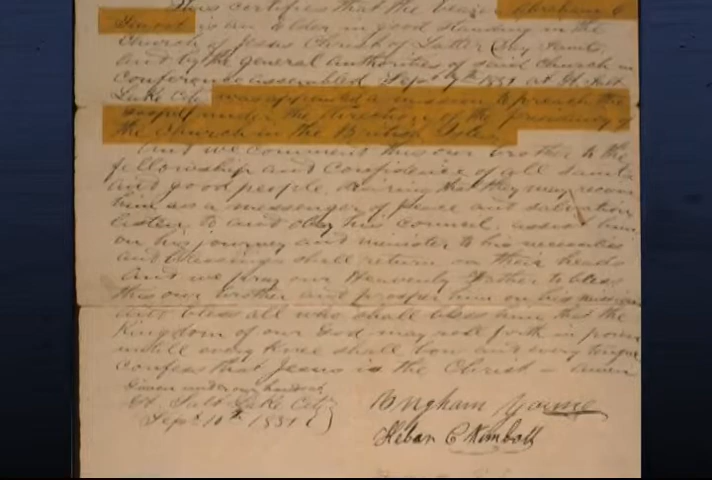 This certifies that the bearer Abraham O
Smoot is an Elder in good standing in the
Church of Jesus Christ of Latter Day Saints,
and by the general authorities of said Church in
Conference assembled Sept 7th 1851 at Gt Salt
Lake City was appointed a mission to preach the
Gospel under the direction of the presidency of
the Church in the British Isles,
and we commend this our brother to the
fellowship and confidence of all saints
and good people, desiring that they may receive
him as a messenger of peace and salvation
listen to and obey his council, assist him
on his journey and minister to his necessities
and blessings shall return on their heads
And we pray our Heavenly Father to bless
this our brother and prosper him on his mission
and bless all who shall bless him that the
Kingdom of our God may roll forth in power
untill every Knee shall bow and every tongue
confess that Jesus is the Christ – Amen
Given under our hands at
Gt. Salt Lake City
Sept 10th 1851
Brigham Young
Heber C Kimball